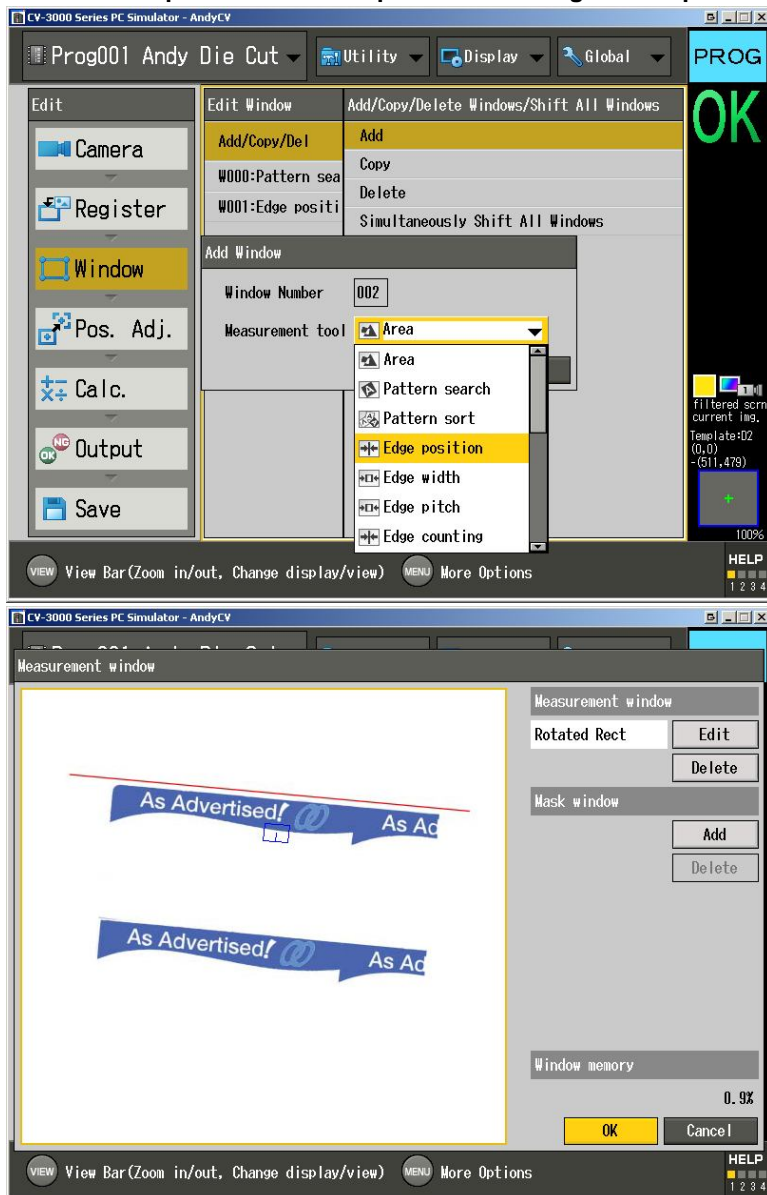 CV-3000 Series PC Simulator - AndyCV
Prog001 Andy Die Cut
Utility
Display
Global
PROG
Edit
Edit Window
Add/Copy/Delete Windows/Shift All Windows
OK
Camera
Add/Copy/Del
Add
W000:Pattern sea
Copy
Register
W001:Edge positi
Delete
Simultaneously Shift All Windows
Window
Add Window
Window Number
002
Pos. Adj.
Measurement tool
Area
Area
Calc.
Pattern search
Pattern sort
Output
Edge position
Edge width
Save
Edge pitch
Edge counting
filtered scrn
current img.
Template:D2
(0,0)
-(511,479)
100%
VIEW View Bar(Zoom in/out, Change display/view) MENU More Options
HELP
1 2 3 4
CV-3000 Series PC Simulator - AndyCV
Measurement window
Measurement window
Rotated Rect
Edit
Delete
Mask window
Add
Delete
As Advertised!
As Ad
As Advertised!
As Ad
Window memory
0.9%
OK
Cancel
VIEW View Bar(Zoom in/out, Change display/view) MENU More Options
HELP
1 2 3 4